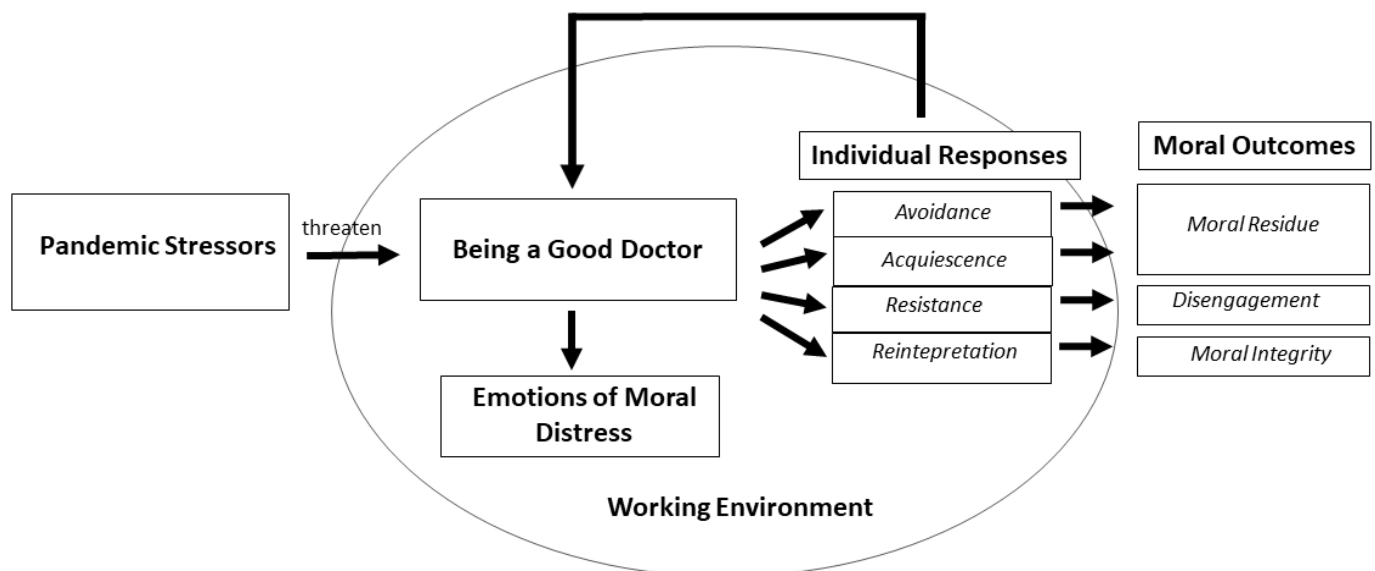 Individual Responses
Moral Outcomes
Pandemic Stressors
threaten
Being a Good Doctor
Avoidance
Acquiescence
Resistance
Reintepretation
Moral Residue
Disengagement
Moral Integrity
Emotions of Moral
Distress
Working Environment